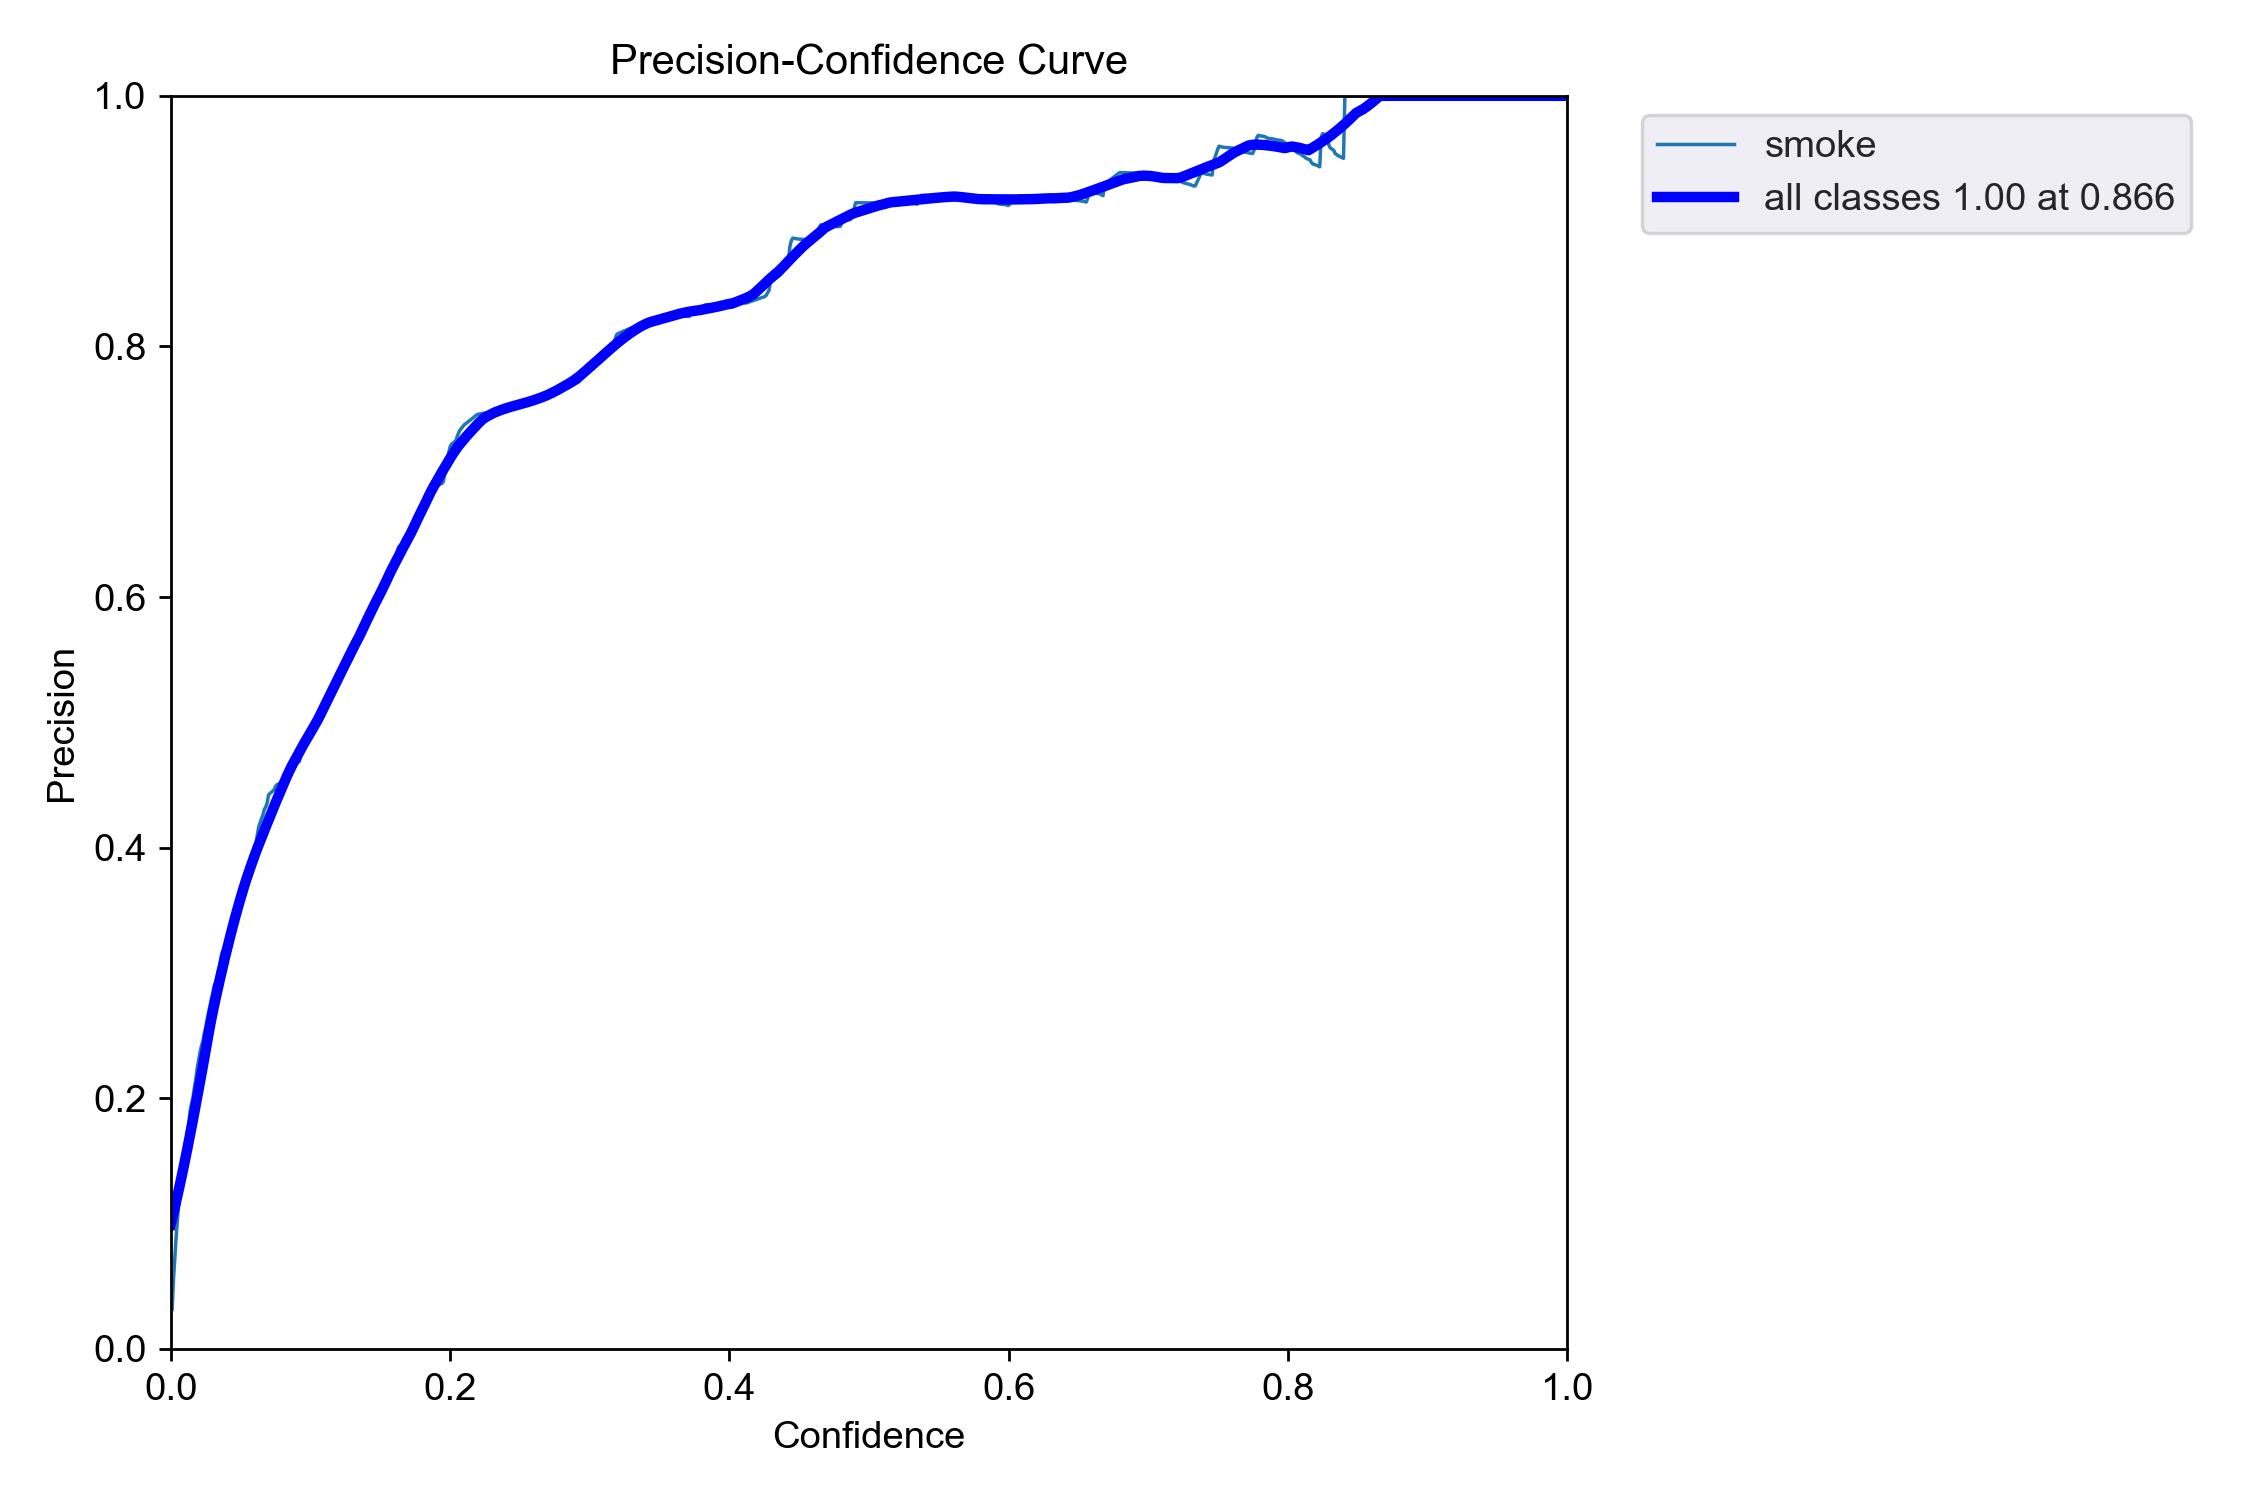 Precision-Confidence Curve
1.0
0.8
0.6
0.4
0.2
0.0
Precision
0.0 0.2 0.4 0.6 0.8 1.0
Confidence
smoke
all classes 1.00 at 0.866